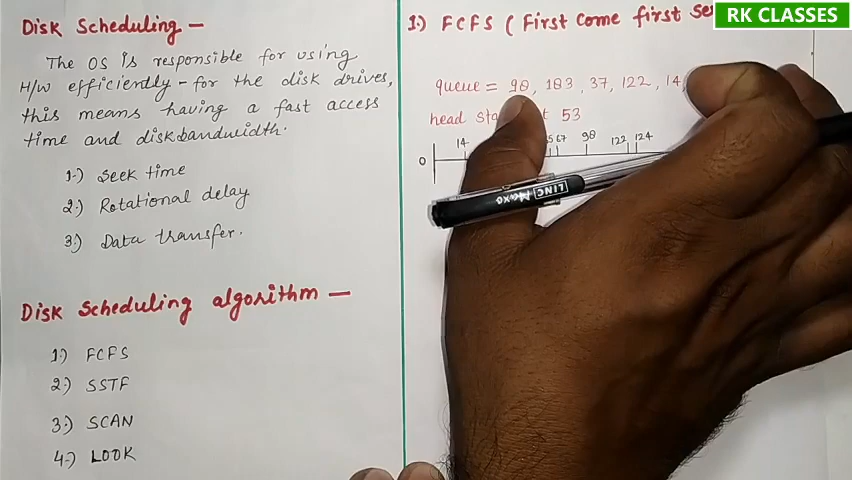 Disk Scheduling —
The OS is responsible for using
H/W efficiently - for the disk drives,
this means having a fast access
time and disk bandwidth.
1.) Seek time
2.) Rotational delay
3.) Data transfer.
Disk Scheduling algorithm —
1.) FCFS
2.) SSTF
3.) SCAN
4.) LOOK
RK CLASSES
1.) FCFS ( First come first
queue = 98, 183, 37, 122, 14
head 53
0 14 67 98 122 124
LINC